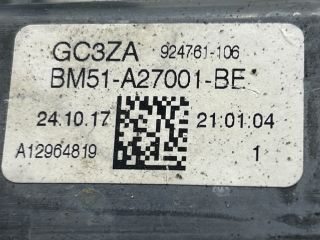 GC3ZA 924761-106
BM51-A27001-BE
24.10.17 21:01:04
A12964819 1